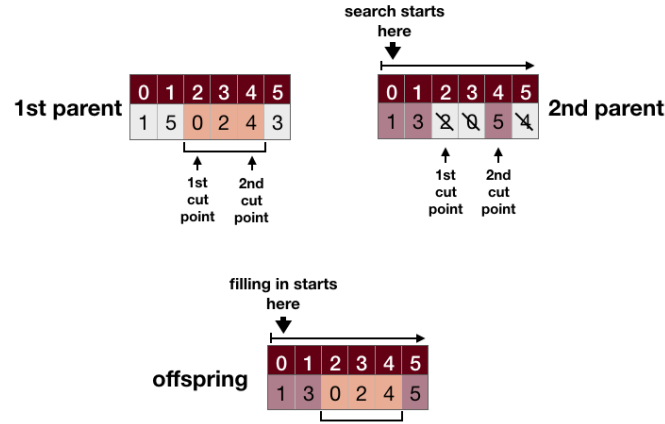 search starts
here
1st parent
0 1 2 3 4 5
1 5 0 2 4 3
1st
cut
point
2nd
cut
point
0 1 2 3 4 5
1 3 2 0 5 4
2nd parent
1st
cut
point
2nd
cut
point
filling in starts
here
offspring
0 1 2 3 4 5
1 3 0 2 4 5